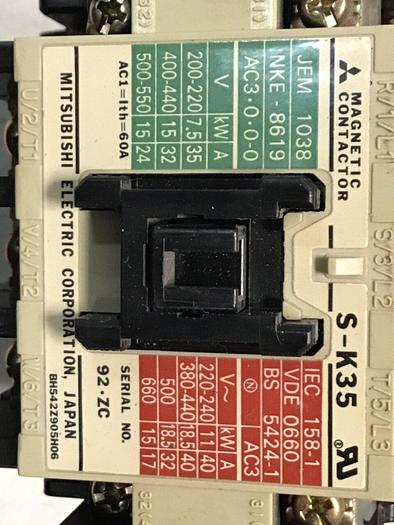 MAGNETIC
CONTACTOR
S-K35
JEM 1038
NKE-8619
AC3·0-0-0
V kW A
200-220 7.5 35
400-440 15 32
500-550 15 24
AC1=Ith=60A
IEC 158-1
VDE 0660
BS 5424-1
N AC3
V~ kW A
220-240 11 40
380-440 18.5 40
500 18.5 32
660 15 17
SERIAL NO.
92·ZC
MITSUBISHI ELECTRIC CORPORATION, JAPAN
BH542Z905H06
R/1/L1
S/3/L2
T/5/L3
U/2/T1
V/4/T2
W/6/T3